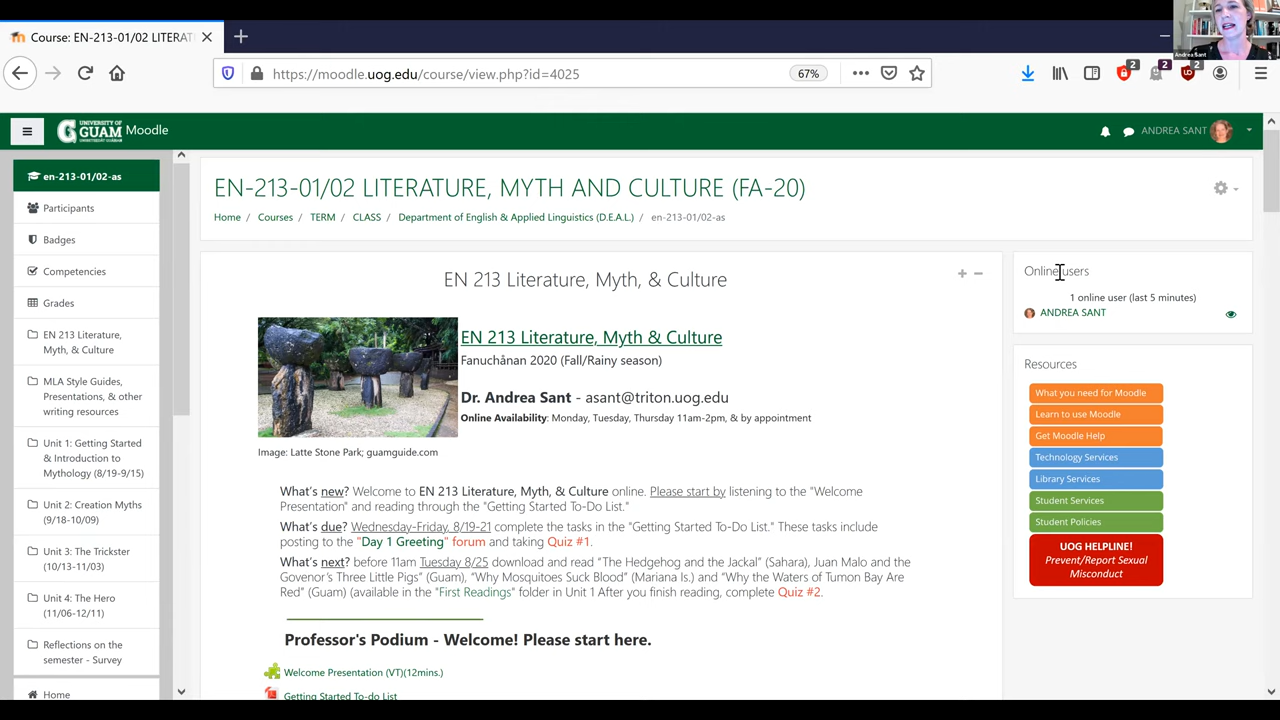 Course: EN-213-01/02 LITERAT
Andrea Sant
https://moodle.uog.edu/course/view.php?id=4025
67%
2
2
2
UNIVERSITY OF
GUAM
Moodle
ANDREA SANT
en-213-01/02-as
Participants
Badges
Competencies
Grades
EN 213 Literature,
Myth, & Culture
MLA Style Guides,
Presentations, & other
writing resources
Unit 1: Getting Started
& Introduction to
Mythology (8/19-9/15)
Unit 2: Creation Myths
(9/18-10/09)
Unit 3: The Trickster
(10/13-11/03)
Unit 4: The Hero
(11/06-12/11)
Reflections on the
semester - Survey
Home
EN-213-01/02 LITERATURE, MYTH AND CULTURE (FA-20)
Home / Courses / TERM / CLASS / Department of English & Applied Linguistics (D.E.A.L.) / en-213-01/02-as
EN 213 Literature, Myth, & Culture
EN 213 Literature, Myth & Culture
Fanuchånan 2020 (Fall/Rainy season)
Dr. Andrea Sant - asant@triton.uog.edu
Online Availability: Monday, Tuesday, Thursday 11am-2pm, & by appointment
Image: Latte Stone Park; guamguide.com
What's new? Welcome to EN 213 Literature, Myth, & Culture online. Please start by listening to the "Welcome
Presentation" and reading through the "Getting Started To-Do List."
What's due? Wednesday-Friday, 8/19-21 complete the tasks in the "Getting Started To-Do List." These tasks include
posting to the "Day 1 Greeting" forum and taking Quiz #1.
What's next? before 11am Tuesday 8/25 download and read "The Hedgehog and the Jackal" (Sahara), Juan Malo and the
Govenor's Three Little Pigs" (Guam), "Why Mosquitoes Suck Blood" (Mariana Is.) and "Why the Waters of Tumon Bay Are
Red" (Guam) (available in the "First Readings" folder in Unit 1 After you finish reading, complete Quiz #2.
Professor's Podium - Welcome! Please start here.
Welcome Presentation (VT)(12mins.)
Getting Started To-do List
Online users
1 online user (last 5 minutes)
ANDREA SANT
Resources
What you need for Moodle
Learn to use Moodle
Get Moodle Help
Technology Services
Library Services
Student Services
Student Policies
UOG HELPLINE!
Prevent/Report Sexual
Misconduct